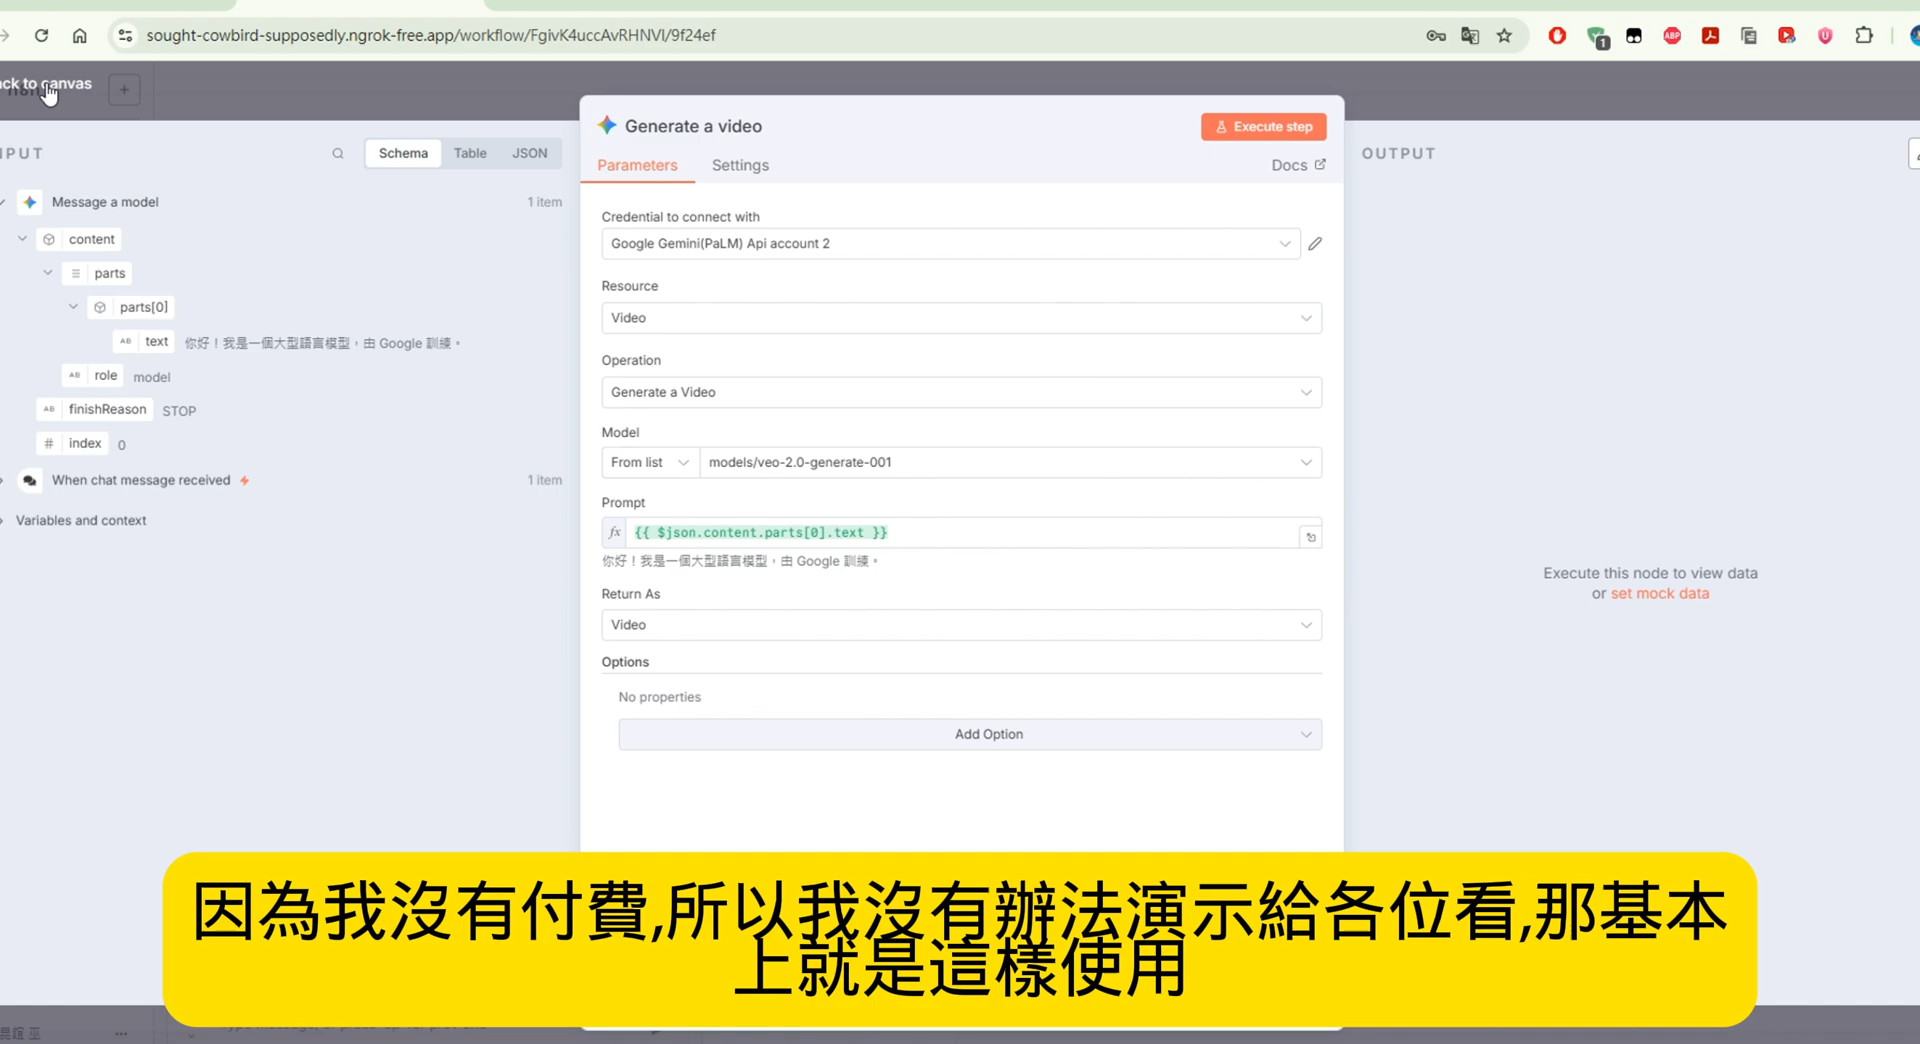 sought-cowbird-supposedly.ngrok-free.app/workflow/FgivK4uccAvRHNVl/9f24ef
1
ABP
ck to canvas
n8n
+
PUT
Schema
Table
JSON
Message a model
1 item
content
parts
parts[0]
AB text 你好！我是一個大型語言模型，由 Google 訓練。
AB role model
AB finishReason STOP
# index 0
When chat message received
1 item
Variables and context
Generate a video
Execute step
Parameters
Settings
Docs
Credential to connect with
Google Gemini(PaLM) Api account 2
Resource
Video
Operation
Generate a Video
Model
From list
models/veo-2.0-generate-001
Prompt
fx {{ $json.content.parts[0].text }}
你好！我是一個大型語言模型，由 Google 訓練。
Return As
Video
Options
No properties
Add Option
OUTPUT
Execute this node to view data
or set mock data
因為我沒有付費,所以我沒有辦法演示給各位看,那基本
上就是這樣使用